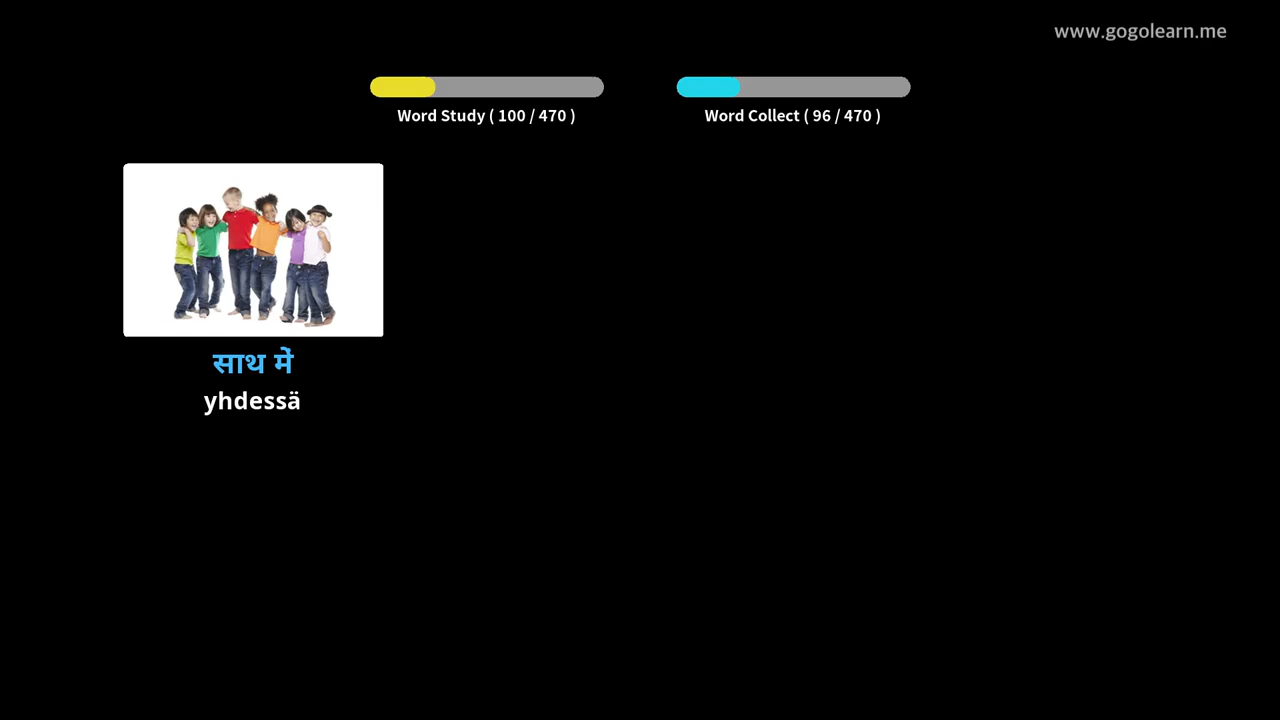 www.gogolearn.me
Word Study ( 100 / 470 )
Word Collect ( 96 / 470 )
साथ में
yhdessä